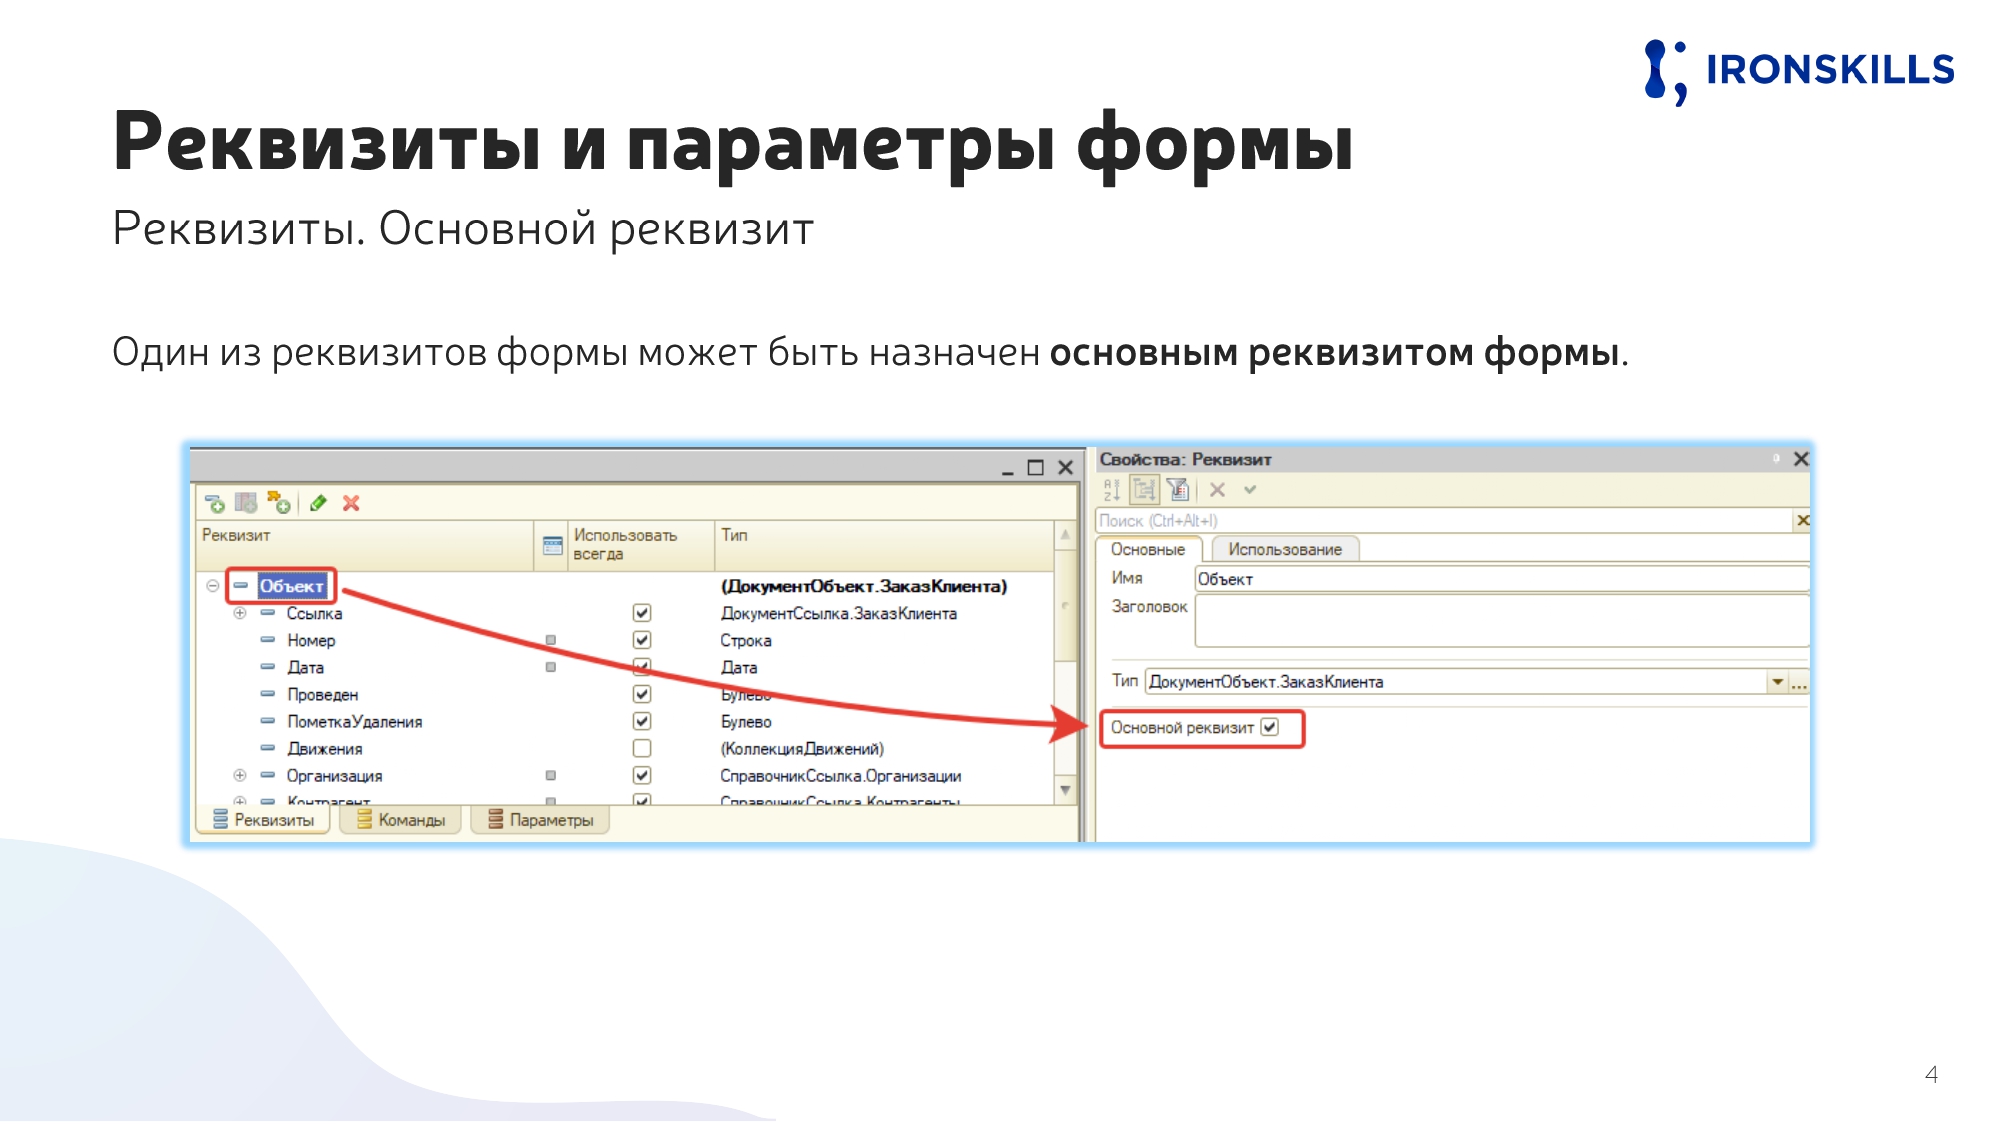 IRONSKILLS
Реквизиты и параметры формы
Реквизиты. Основной реквизит
Один из реквизитов формы может быть назначен основным реквизитом формы.
Реквизит Использовать всегда Тип
Объект (ДокументОбъект.ЗаказКлиента)
Ссылка ДокументСсылка.ЗаказКлиента
Номер Строка
Дата Дата
Проведен Булево
ПометкаУдаления Булево
Движения (КоллекцияДвижений)
Организация СправочникСсылка.Организации
Контрагент СправочникСсылка.Контрагенты
Реквизиты Команды Параметры
Свойства: Реквизит
Поиск (Ctrl+Alt+I)
Основные Использование
Имя Объект
Заголовок
Тип ДокументОбъект.ЗаказКлиента
Основной реквизит
4